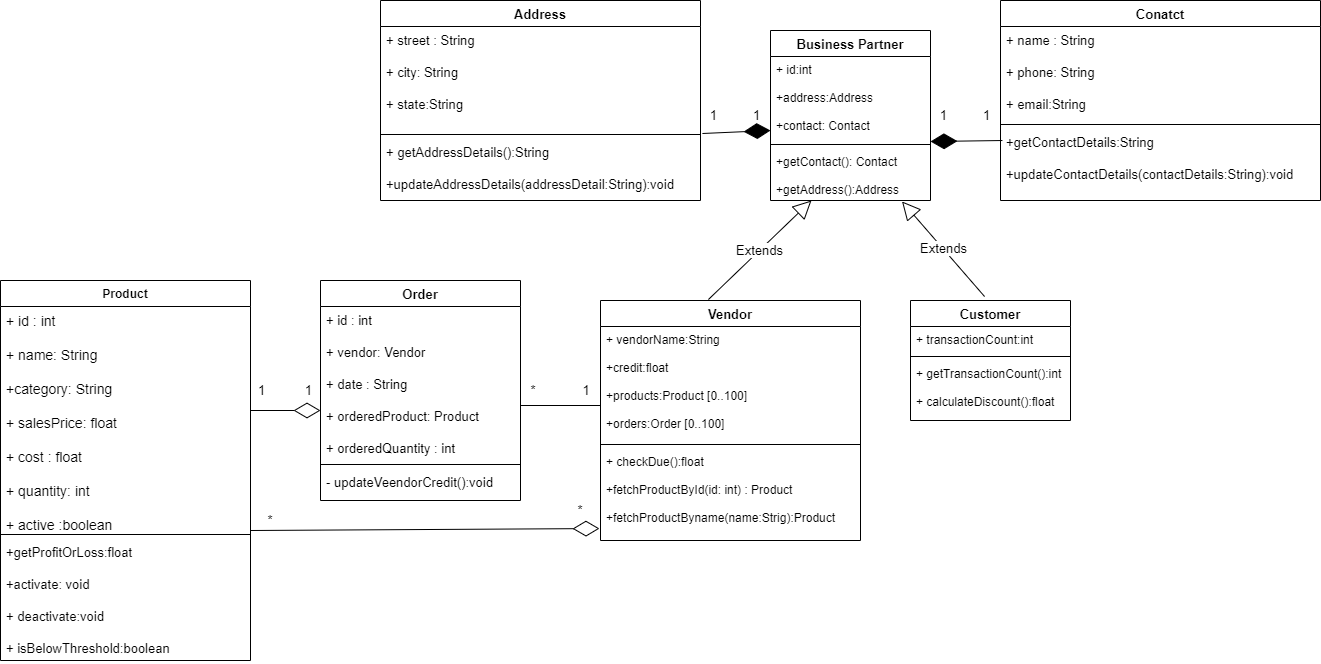 Address
+ street : String
+ city: String
+ state:String
+ getAddressDetails():String
+updateAddressDetails(addressDetail:String):void
1
1
Business Partner
+ id:int
+address:Address
+contact: Contact
+getContact(): Contact
+getAddress():Address
1
1
Conatct
+ name : String
+ phone: String
+ email:String
+getContactDetails:String
+updateContactDetails(contactDetails:String):void
Extends
Extends
Product
+ id : int
+ name: String
+category: String
+ salesPrice: float
+ cost : float
+ quantity: int
+ active :boolean
+getProfitOrLoss:float
+activate: void
+ deactivate:void
+ isBelowThreshold:boolean
1
1
Order
+ id : int
+ vendor: Vendor
+ date : String
+ orderedProduct: Product
+ orderedQuantity : int
- updateVeendorCredit():void
*
1
*
*
Vendor
+ vendorName:String
+credit:float
+products:Product [0..100]
+orders:Order [0..100]
+ checkDue():float
+fetchProductById(id: int) : Product
+fetchProductByname(name:Strig):Product
Customer
+ transactionCount:int
+ getTransactionCount():int
+ calculateDiscount():float